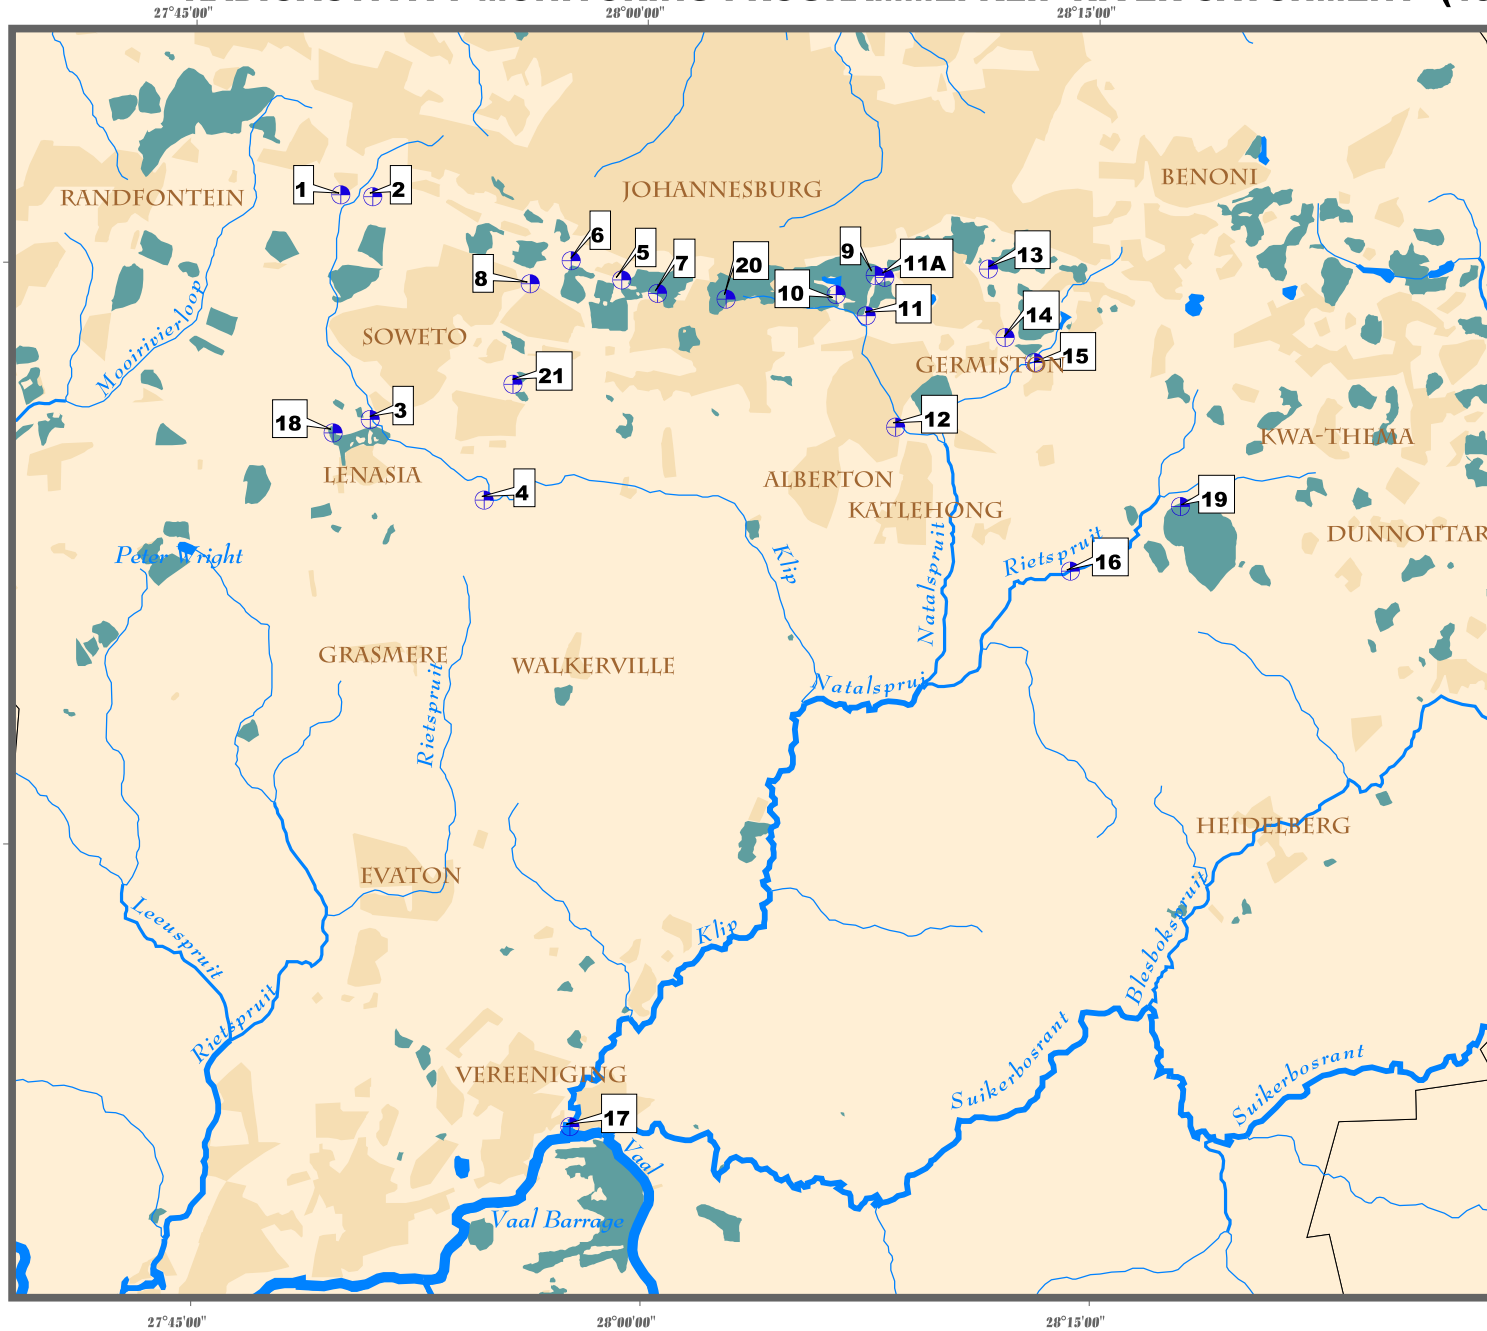 27°45'00"
28°00'00"
28°15'00"
RANDFONTEIN
1
2
JOHANNESBURG
BENONI
6
5
7
8
20
9
11A
13
10
11
14
15
Mooirivierloop
SOWETO
GERMISTON
21
3
18
12
KWA-THEMA
LENASIA
4
ALBERTON
KATLEHONG
19
DUNNOTTAR
Peter Wright
Klip
Natalspruit
Rietspruit
16
GRASMERE
WALKERVILLE
Rietspruit
Natalsprui
HEIDELBERG
EVATON
Leeuspruit
Klip
Blesbokspruit
Rietspruit
VEREENIGING
Suikerbosrant
Suikerbosrant
17
Vaal
Vaal Barrage
27°45'00"
28°00'00"
28°15'00"